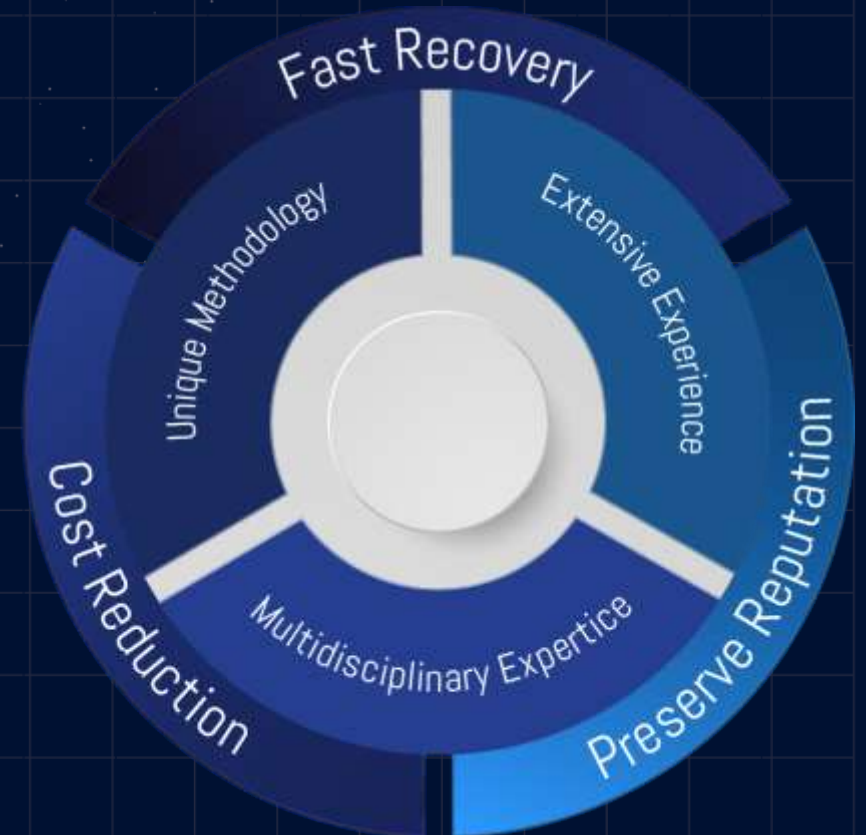 Fast Recovery
Unique Methodology
Extensive Experience
Multidisciplinary Expertice
Cost Reduction
Preserve Reputation